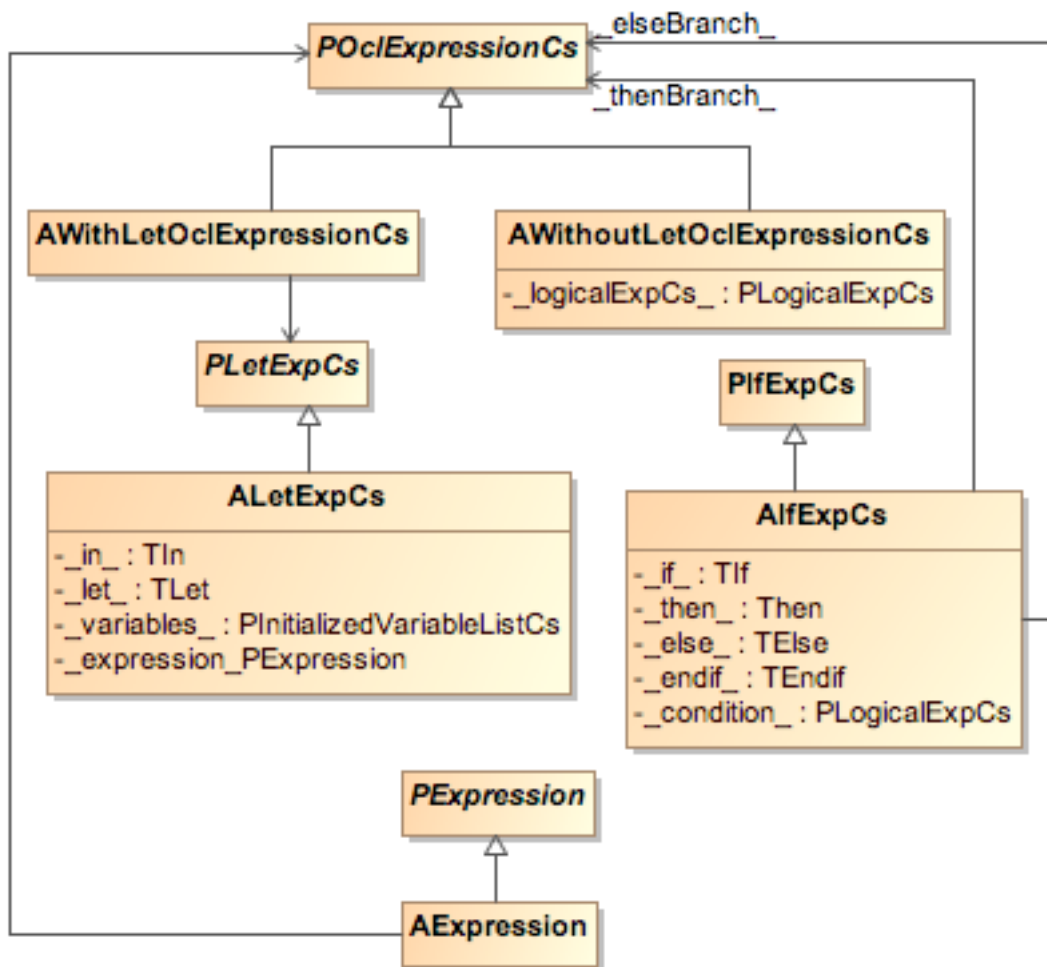 _elseBranch_
POclExpressionCs
_thenBranch_
AWithLetOclExpressionCs
AWithoutLetOclExpressionCs
-_logicalExpCs_ : PLogicalExpCs
PLetExpCs
PIfExpCs
ALetExpCs
-_in_ : TIn
-_let_ : TLet
-_variables_ : PInitializedVariableListCs
-_expression_PExpression
AIfExpCs
-_if_ : TIf
-_then_ : Then
-_else_ : TElse
-_endif_ : TEndif
-_condition_ : PLogicalExpCs
PExpression
AExpression